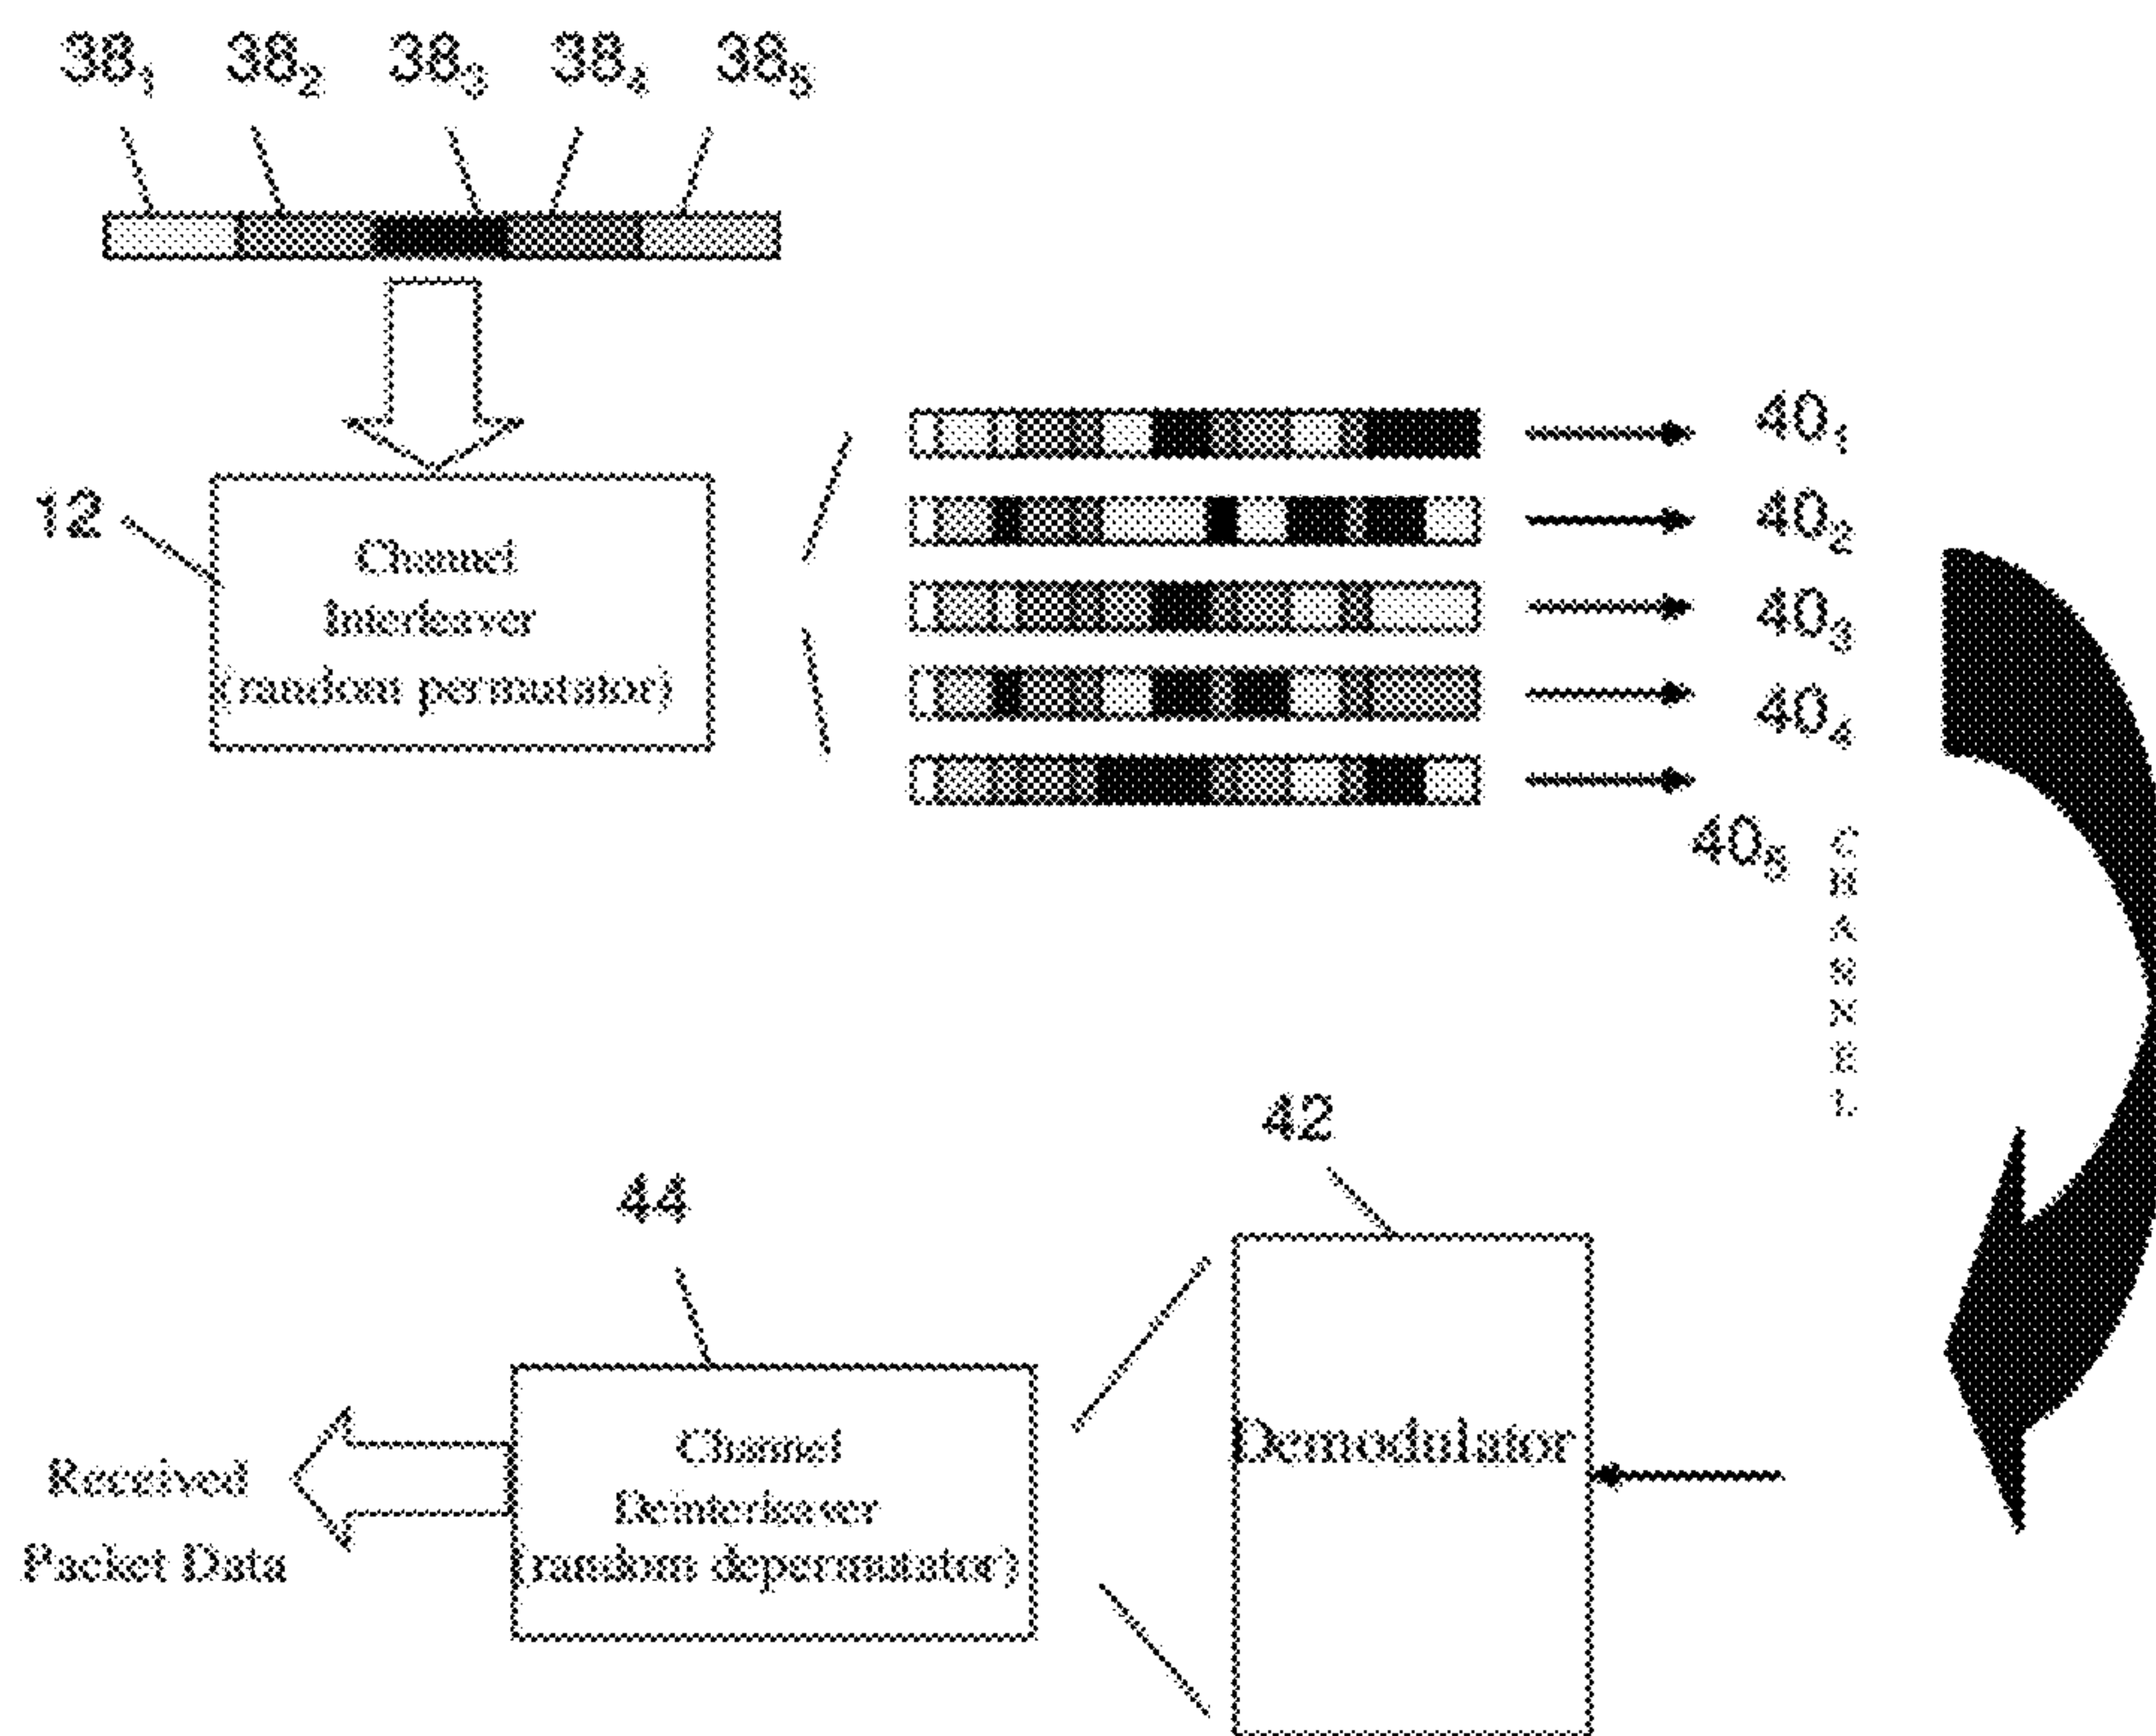 38₁ 38₂ 38₃ 38₄ 38₅
12
Channel
Interleaver
(random permutator)
40₁
40₂
40₃
40₄
40₅
CHANNEL
42
44
Demodulator
Channel
Deinterleaver
(random depermutator)
Received
Packet Data